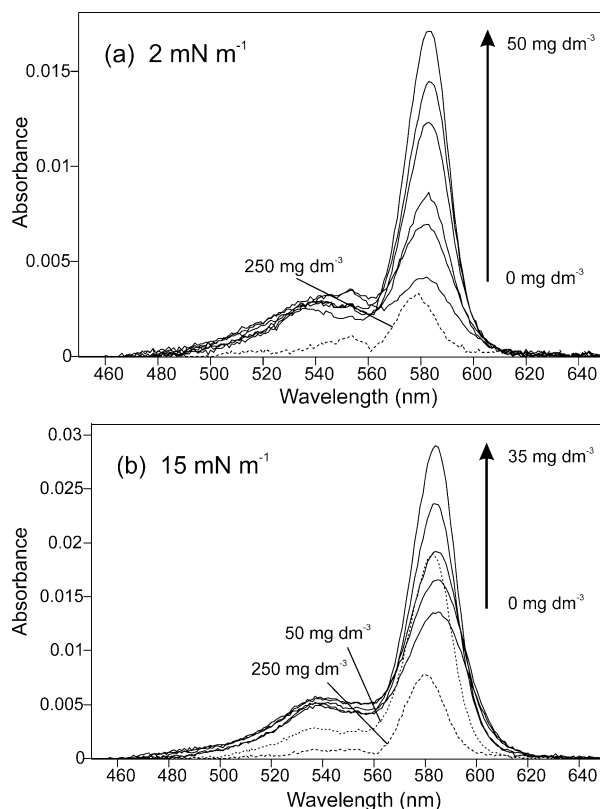 (a) 2 mN m⁻¹
50 mg dm⁻³
0.015
0.01
Absorbance
0.005
250 mg dm⁻³
0 mg dm⁻³
0
460 480 500 520 540 560 580 600 620 640
Wavelength (nm)
(b) 15 mN m⁻¹
35 mg dm⁻³
0.03
0.025
0.02
0.015
Absorbance
0.01
0.005
0
0 mg dm⁻³
50 mg dm⁻³
250 mg dm⁻³
460 480 500 520 540 560 580 600 620 640
Wavelength (nm)